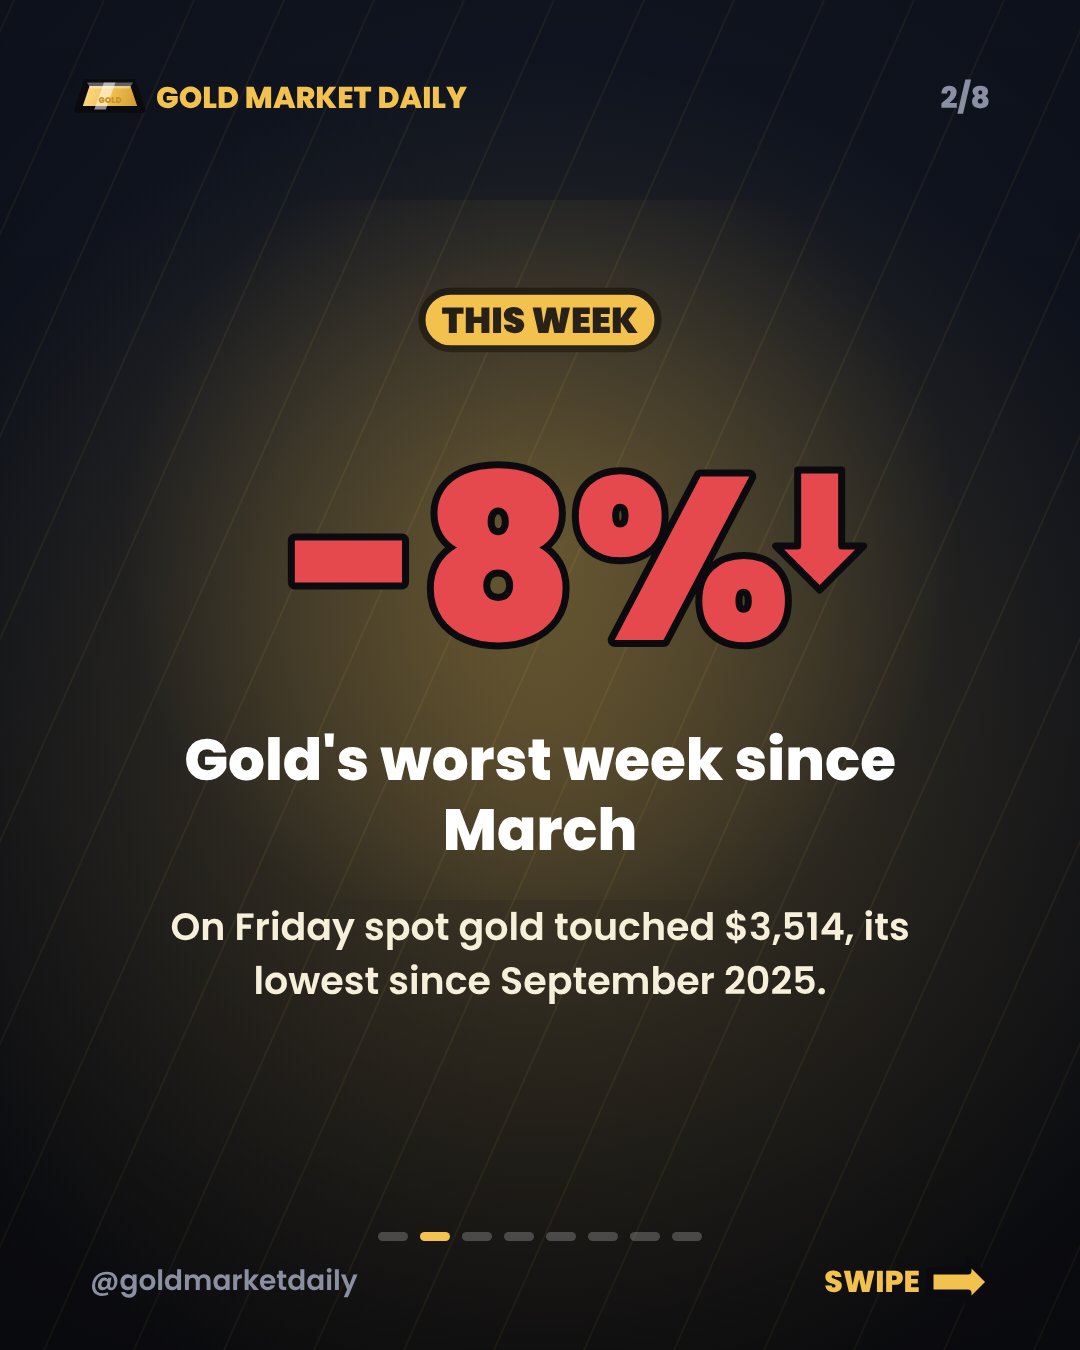 GOLD
GOLD MARKET DAILY
2/8
THIS WEEK
-8%
Gold's worst week since
March
On Friday spot gold touched $3,514, its
lowest since September 2025.
@goldmarketdaily
SWIPE